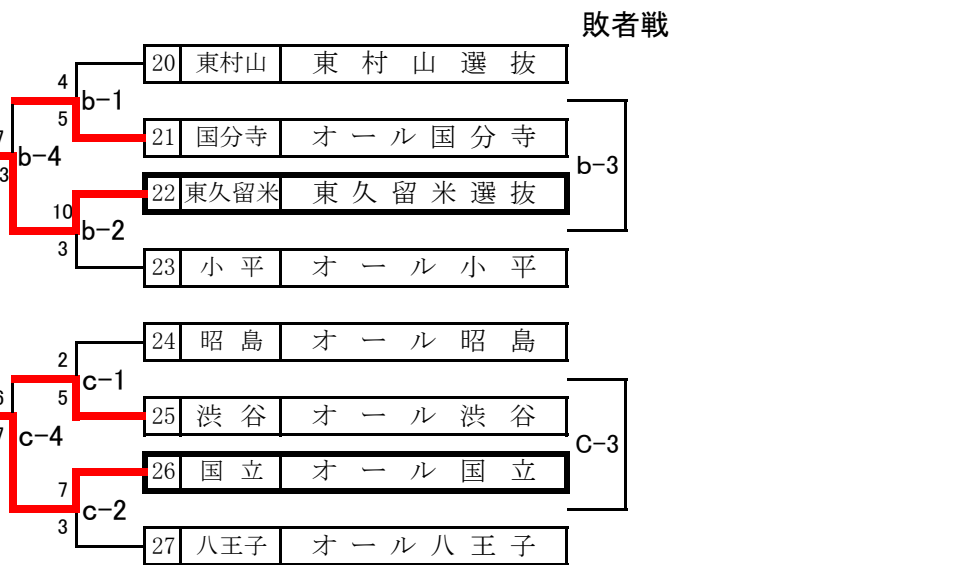 敗者戦
20 東村山 東村山選抜
4
b-1
5
21 国分寺 オール国分寺
7
b-4
3
b-3
22 東久留米 東久留米選抜
10
b-2
3
23 小平 オール小平
24 昭島 オール昭島
2
c-1
5
6
25 渋谷 オール渋谷
7
c-4
C-3
26 国立 オール国立
7
c-2
3
27 八王子 オール八王子